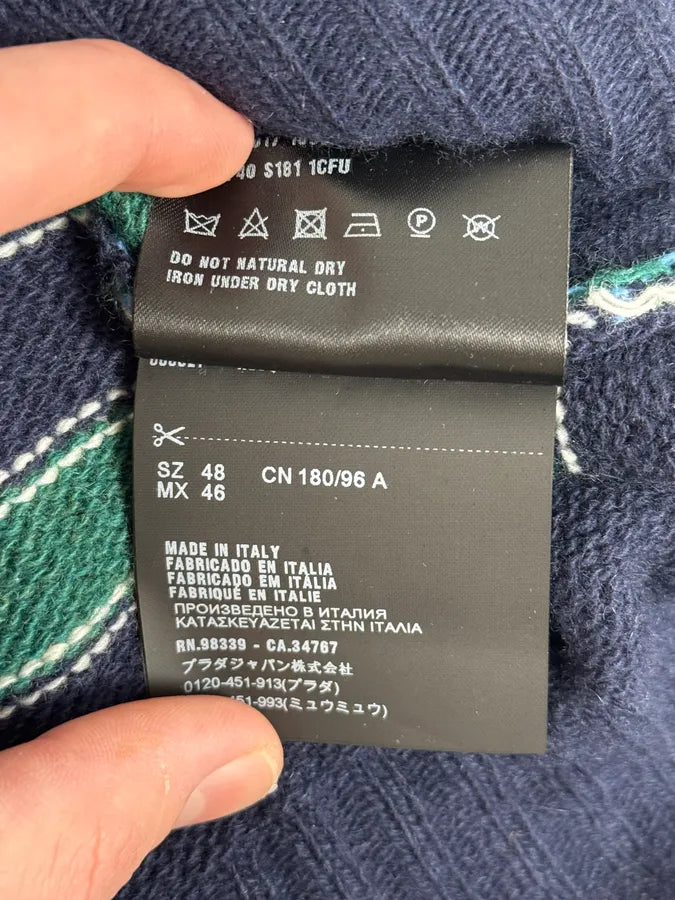 40 S181 1CFU
P
W
DO NOT NATURAL DRY
IRON UNDER DRY CLOTH
SZ 48
MX 46
CN 180/96 A
MADE IN ITALY
FABRICADO EN ITALIA
FABRICADO EM ITÁLIA
FABRIQUÉ EN ITALIE
ПРОИЗВЕДЕНО В ИТАЛИЯ
ΚΑΤΑΣΚΕΥΑΖΕΤΑΙ ΣΤΗΝ ΙΤΑΛΙΑ
RN.98339 - CA.34767
プラダジャパン株式会社
0120-451-913(プラダ)
51-993(ミュウミュウ)